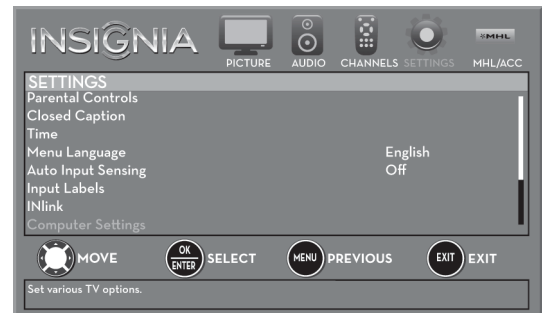 INSIGNIA
PICTURE AUDIO CHANNELS SETTINGS MHL MHL/ACC
SETTINGS
Parental Controls
Closed Caption
Time
Menu Language English
Auto Input Sensing Off
Input Labels
INlink
Computer Settings
MOVE OK ENTER SELECT MENU PREVIOUS EXIT EXIT
Set various TV options.